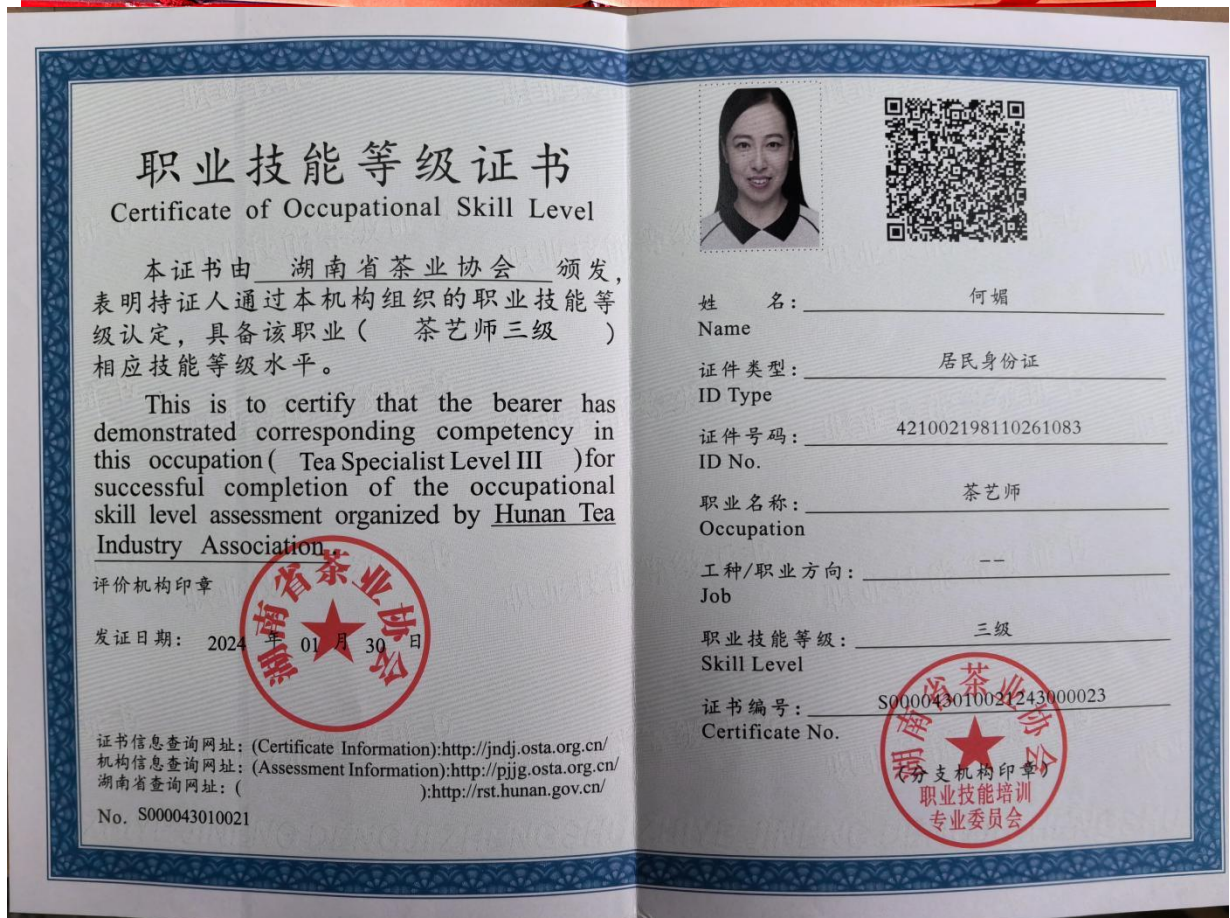 职业技能等级证书
Certificate of Occupational Skill Level
本证书由 湖南省茶业协会 颁发，
表明持证人通过本机构组织的职业技能等
级认定，具备该职业（ 茶艺师三级 ）
相应技能等级水平。
This is to certify that the bearer has
demonstrated corresponding competency in
this occupation( Tea Specialist Level III )for
successful completion of the occupational
skill level assessment organized by Hunan Tea
Industry Association.
评价机构印章
湖南省茶业协会
发证日期： 2024 年 01 月 30 日
证书信息查询网址：(Certificate Information):http://jndj.osta.org.cn/
机构信息查询网址：(Assessment Information):http://pjjg.osta.org.cn/
湖南省查询网址：( ):http://rst.hunan.gov.cn/
No. S000043010021
姓 名： 何媚
Name
证件类型： 居民身份证
ID Type
证件号码： 421002198110261083
ID No.
职业名称： 茶艺师
Occupation
工种/职业方向： --
Job
职业技能等级： 三级
Skill Level
证书编号： S000043010021243000023
Certificate No.
湖南省茶业协会
（分支机构印章）
职业技能培训
专业委员会